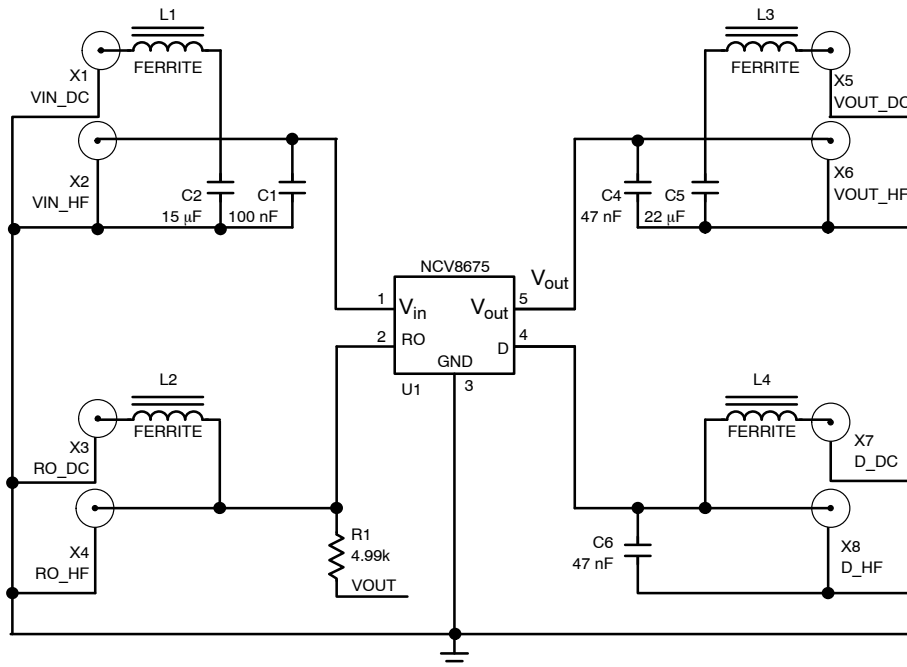 L1
FERRITE
X1
VIN_DC
X2
VIN_HF
C2
15 μF
C1
100 nF
L3
FERRITE
X5
VOUT_DC
C4
47 nF
C5
22 μF
X6
VOUT_HF
NCV8675
Vout
1
Vin
Vout
5
2
RO
D
4
GND
U1
3
L2
FERRITE
X3
RO_DC
X4
RO_HF
R1
4.99k
VOUT
L4
FERRITE
X7
D_DC
C6
47 nF
X8
D_HF